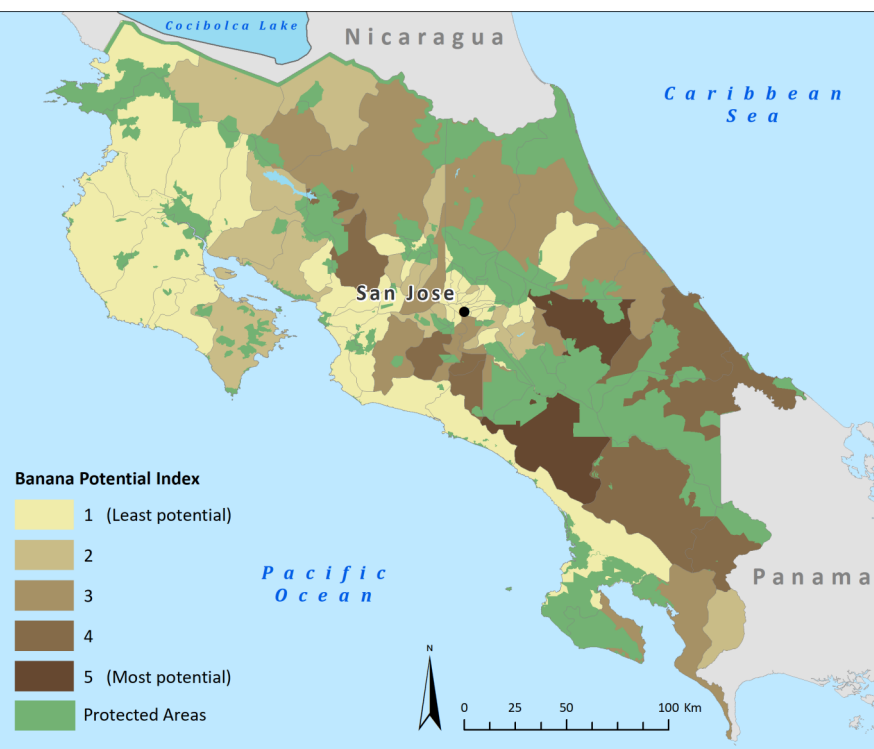 Cocibolca Lake
Nicaragua
Caribbean
Sea
San Jose
Banana Potential Index
1 (Least potential)
2
3
4
5 (Most potential)
Protected Areas
Pacific
Ocean
Panama
N
0 25 50 100 Km